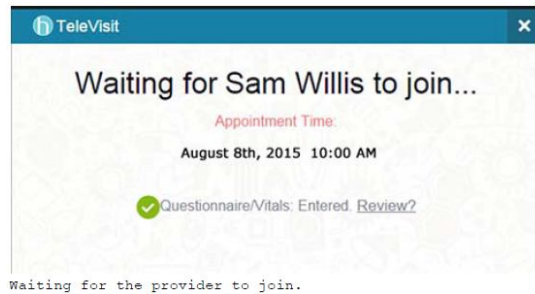 TeleVisit
Waiting for Sam Willis to join...
Appointment Time:
August 8th, 2015 10:00 AM
Questionnaire/Vitals: Entered. Review?
Waiting for the provider to join.